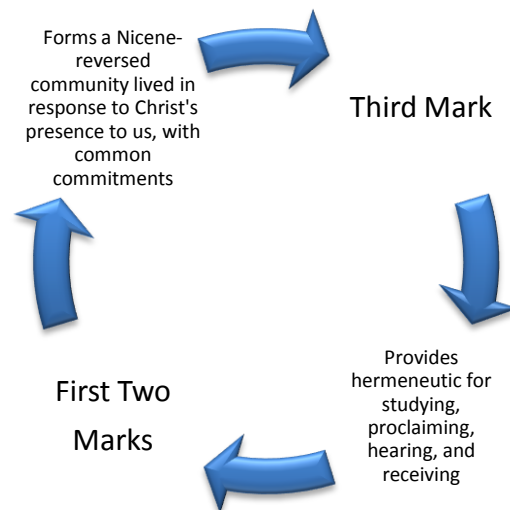 Forms a Nicene-
reversed
community lived in
response to Christ's
presence to us, with
common
commitments
Third Mark
Provides
hermeneutic for
studying,
proclaiming,
hearing, and
receiving
First Two
Marks